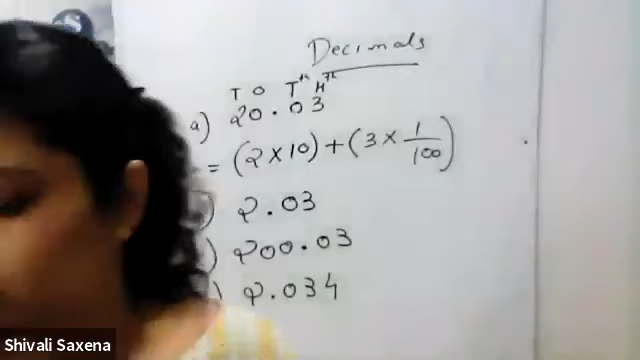 Decimals
T O Tth Hth
a) 20.03
= (2 × 10) + (3 × 1/100)
) 2.03
) 200.03
) 2.034
Shivali Saxena